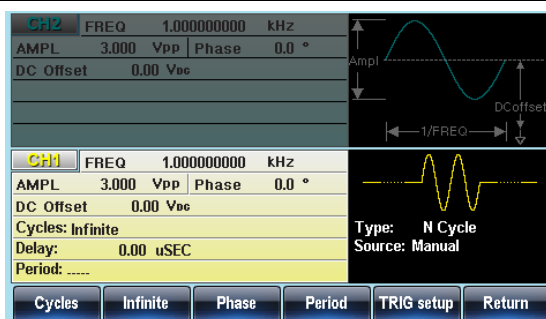 CH2 FREQ 1.000000000 kHz
AMPL 3.000 Vpp Phase 0.0 °
DC Offset 0.00 VDC
Ampl
DCoffset
1/FREQ
CH1 FREQ 1.000000000 kHz
AMPL 3.000 Vpp Phase 0.0 °
DC Offset 0.00 VDC
Cycles: Infinite
Delay: 0.00 uSEC
Period: -----
Type: N Cycle
Source: Manual
Cycles Infinite Phase Period TRIG setup Return